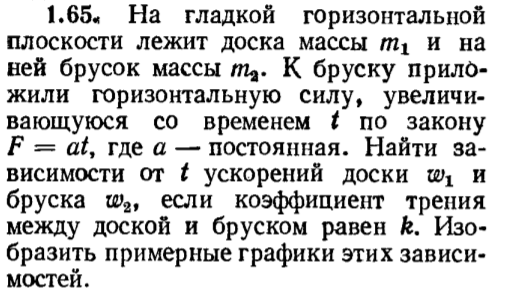 1.65. На гладкой горизонтальной
плоскости лежит доска массы m₁ и на
ней брусок массы m₂. К бруску прило-
жили горизонтальную силу, увеличи-
вающуюся со временем t по закону
F = at, где a — постоянная. Найти за-
висимости от t ускорений доски w₁ и
бруска w₂, если коэффициент трения
между доской и бруском равен k. Изо-
бразить примерные графики этих зависи-
мостей.